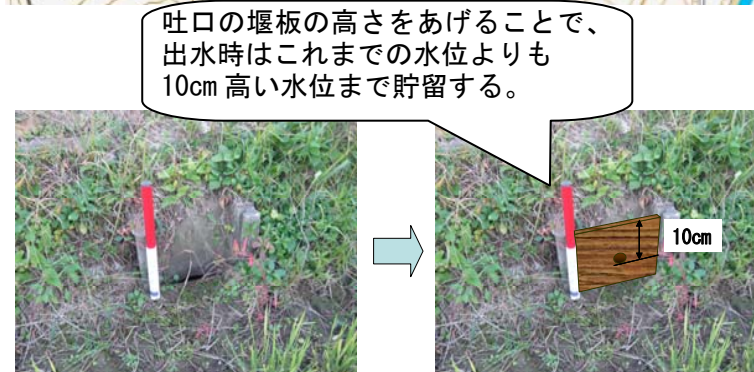 吐口の堰板の高さをあげることで、
出水時はこれまでの水位よりも
10cm 高い水位まで貯留する。
10cm